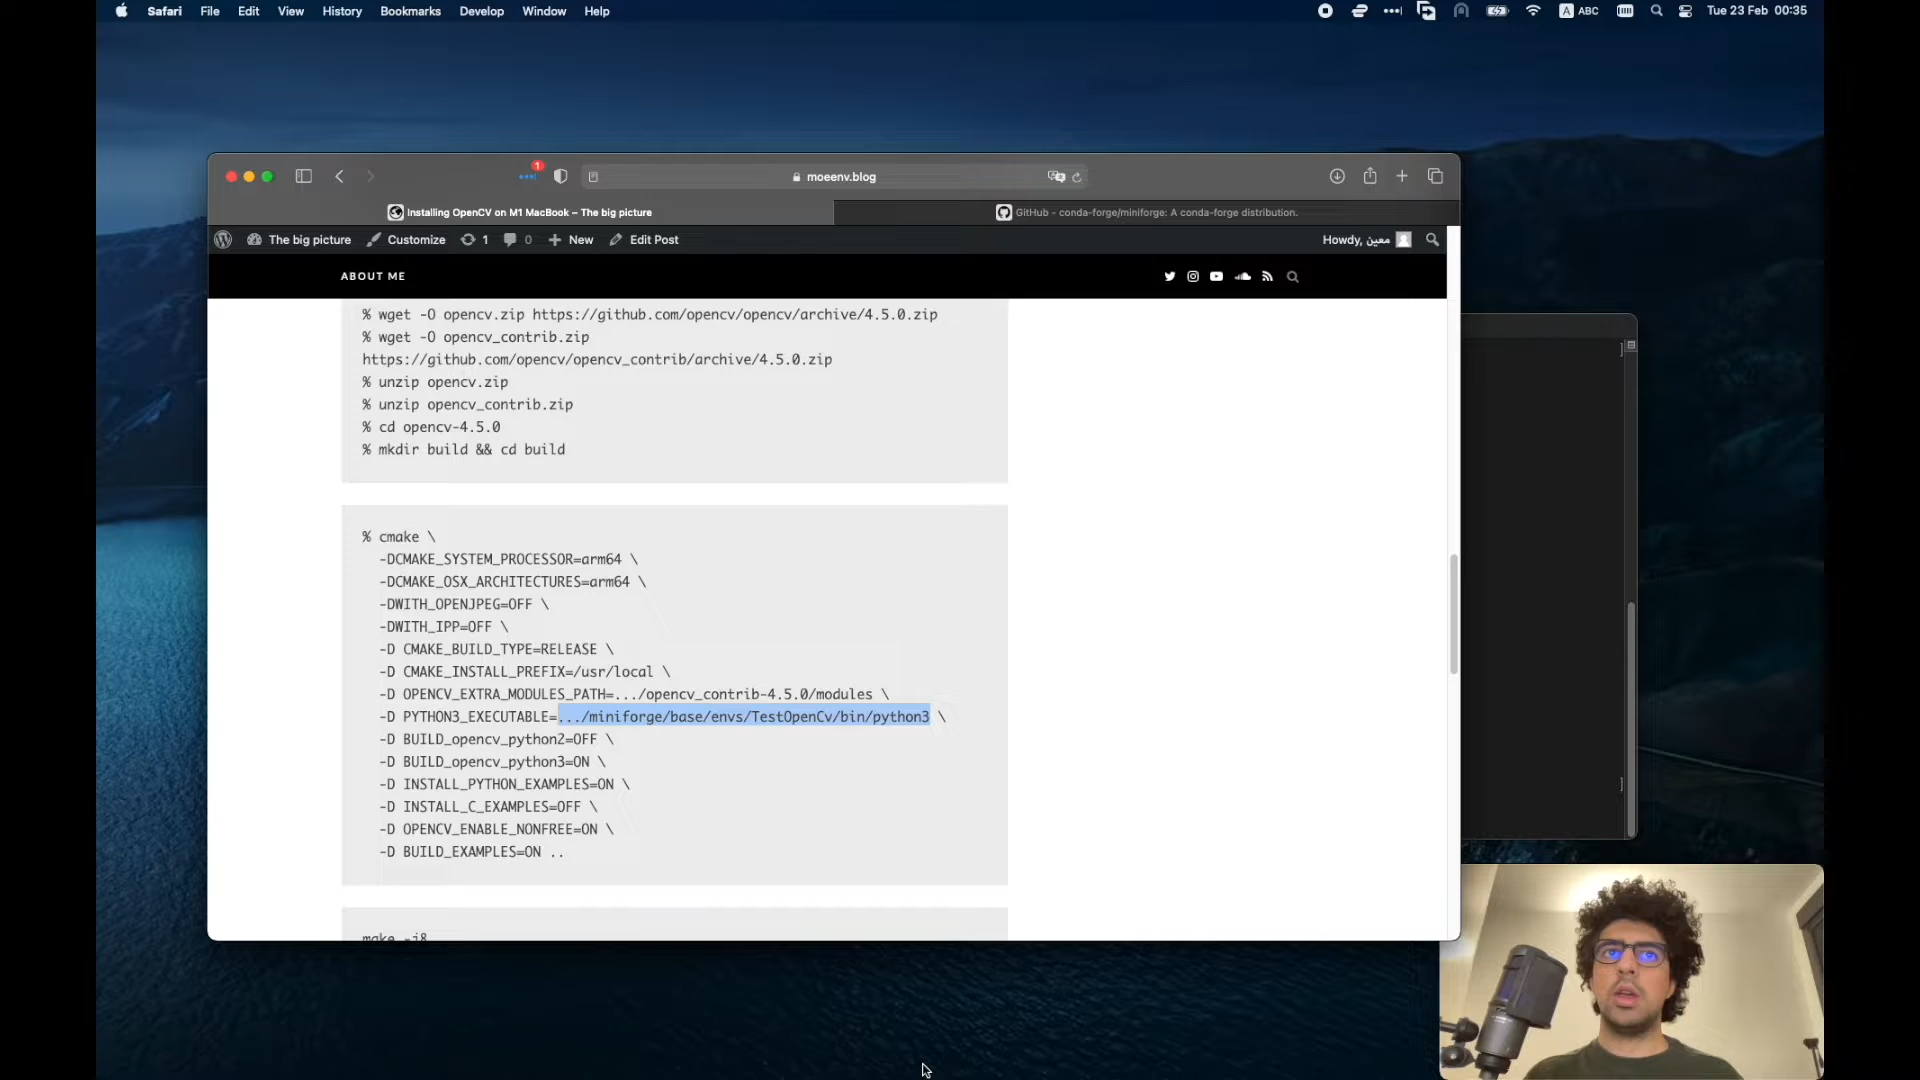 Safari File Edit View History Bookmarks Develop Window Help
A ABC
Tue 23 Feb 00:35
1
moeenv.blog
Installing OpenCV on M1 MacBook – The big picture
GitHub - conda-forge/miniforge: A conda-forge distribution.
The big picture Customize 1 0 New Edit Post
Howdy, معين
ABOUT ME
% wget -O opencv.zip https://github.com/opencv/opencv/archive/4.5.0.zip
% wget -O opencv_contrib.zip
https://github.com/opencv/opencv_contrib/archive/4.5.0.zip
% unzip opencv.zip
% unzip opencv_contrib.zip
% cd opencv-4.5.0
% mkdir build && cd build
% cmake \
-DCMAKE_SYSTEM_PROCESSOR=arm64 \
-DCMAKE_OSX_ARCHITECTURES=arm64 \
-DWITH_OPENJPEG=OFF \
-DWITH_IPP=OFF \
-D CMAKE_BUILD_TYPE=RELEASE \
-D CMAKE_INSTALL_PREFIX=/usr/local \
-D OPENCV_EXTRA_MODULES_PATH=.../opencv_contrib-4.5.0/modules \
-D PYTHON3_EXECUTABLE=.../miniforge/base/envs/TestOpenCv/bin/python3 \
-D BUILD_opencv_python2=OFF \
-D BUILD_opencv_python3=ON \
-D INSTALL_PYTHON_EXAMPLES=ON \
-D INSTALL_C_EXAMPLES=OFF \
-D OPENCV_ENABLE_NONFREE=ON \
-D BUILD_EXAMPLES=ON ..
make -j8
]
]